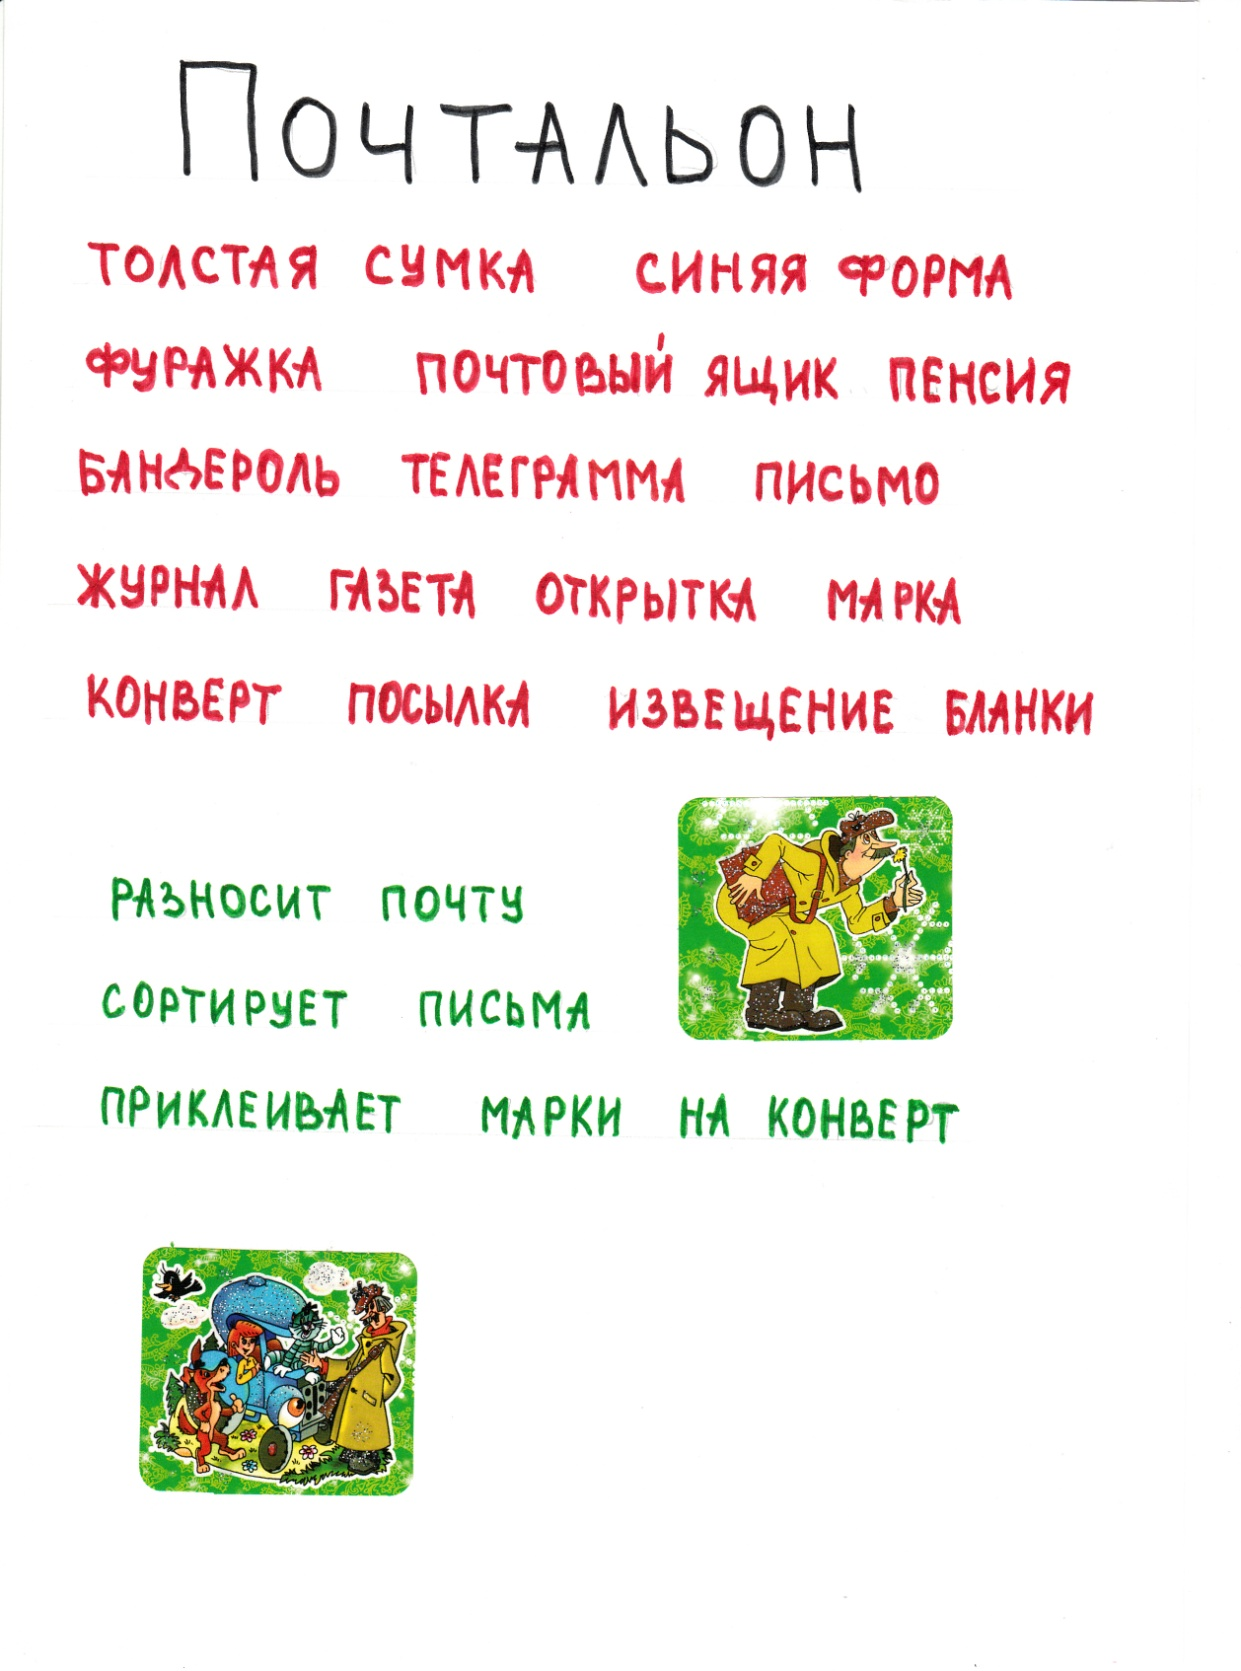 Почтальон
ТОЛСТАЯ СУМКА СИНЯЯ ФОРМА
ФУРАЖКА ПОЧТОВЫЙ ЯЩИК ПЕНСИЯ
БАНДЕРОЛЬ ТЕЛЕГРАММА ПИСЬМО
ЖУРНАЛ ГАЗЕТА ОТКРЫТКА МАРКА
КОНВЕРТ ПОСЫЛКА ИЗВЕЩЕНИЕ БЛАНКИ
РАЗНОСИТ ПОЧТУ
СОРТИРУЕТ ПИСЬМА
ПРИКЛЕИВАЕТ МАРКИ НА КОНВЕРТ